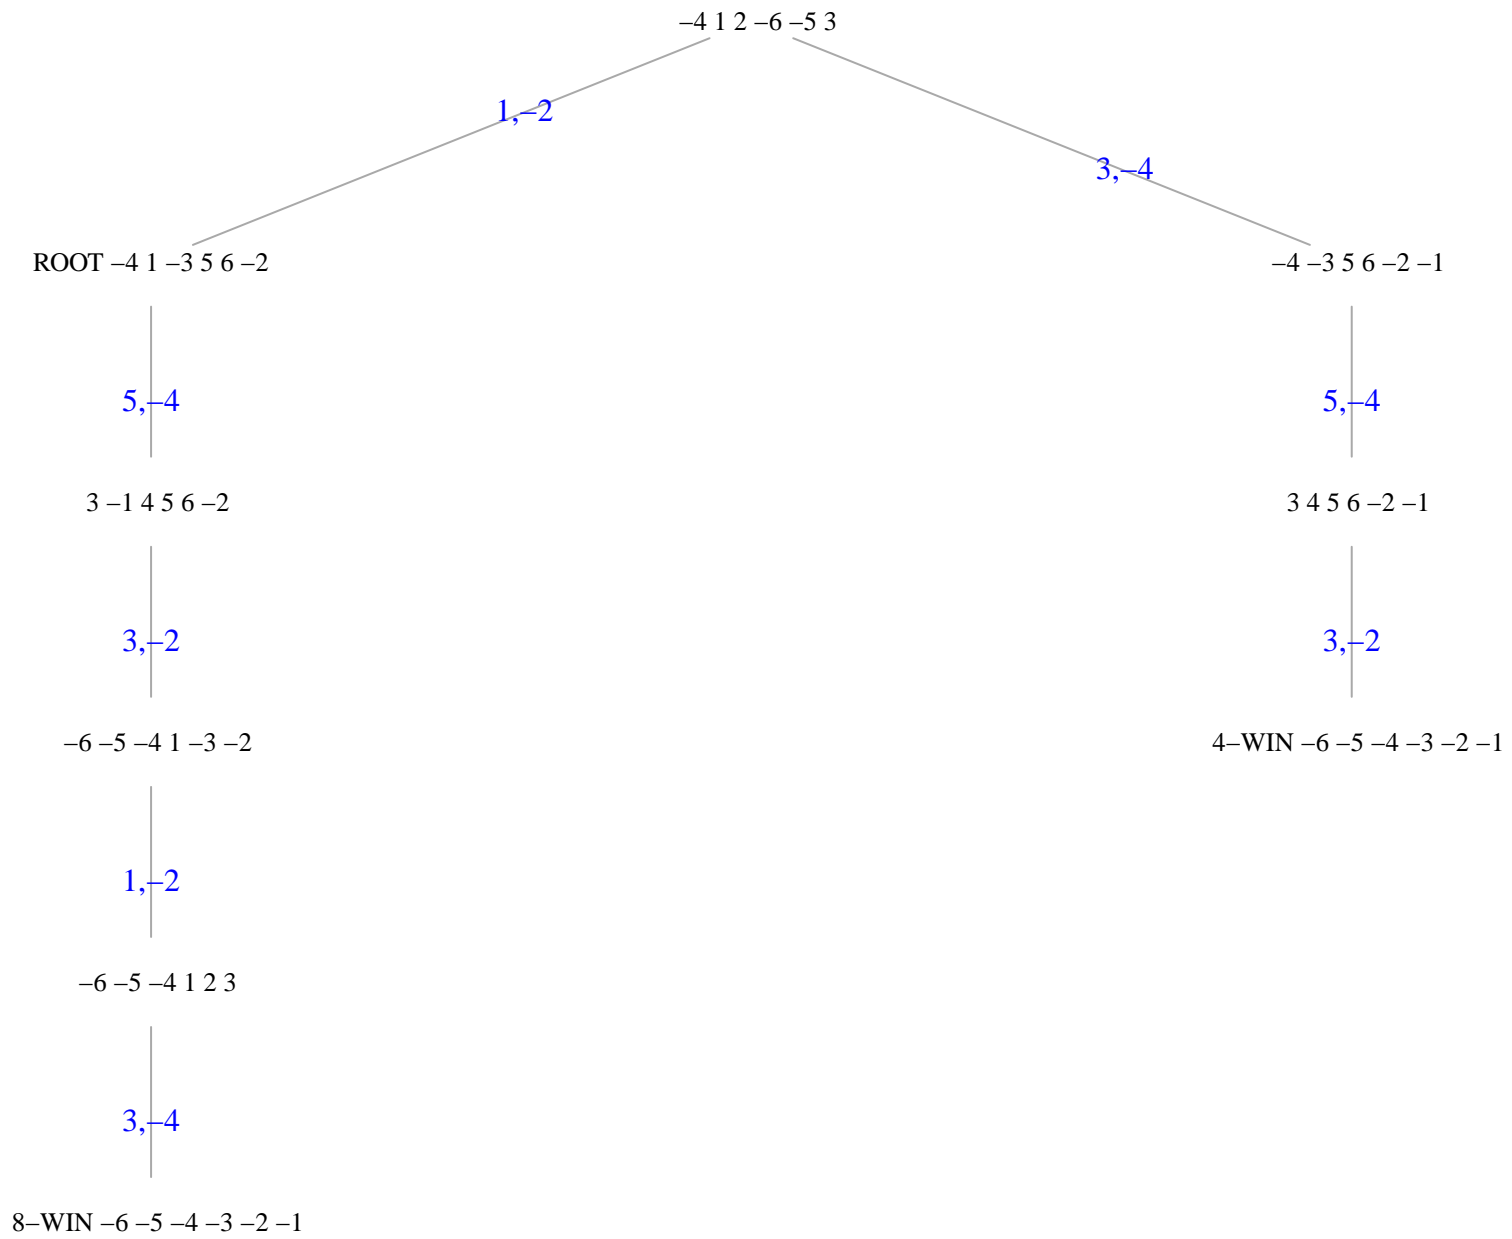 –4 1 2 –6 –5 3
1,–2
3,–4
ROOT –4 1 –3 5 6 –2
–4 –3 5 6 –2 –1
5,–4
5,–4
3 –1 4 5 6 –2
3 4 5 6 –2 –1
3,–2
3,–2
–6 –5 –4 1 –3 –2
4–WIN –6 –5 –4 –3 –2 –1
1,–2
–6 –5 –4 1 2 3
3,–4
8–WIN –6 –5 –4 –3 –2 –1